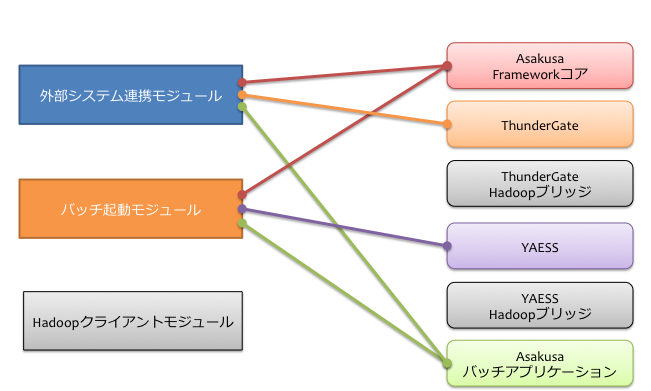 外部システム連携モジュール
バッチ起動モジュール
Hadoopクライアントモジュール
Asakusa
Frameworkコア
ThunderGate
ThunderGate
Hadoopブリッジ
YAESS
YAESS
Hadoopブリッジ
Asakusa
バッチアプリケーション